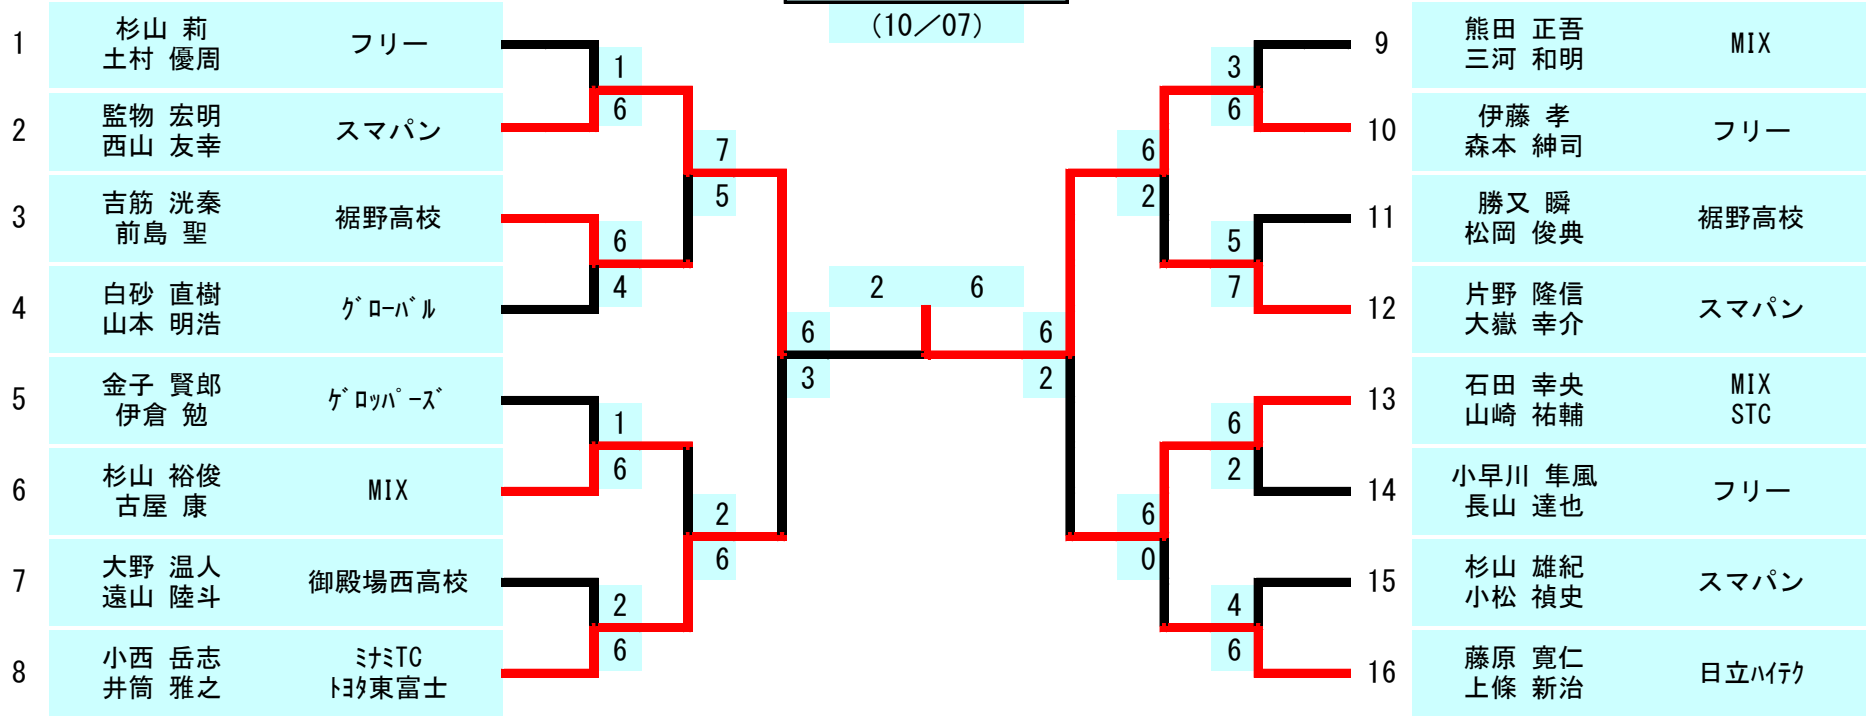 (10／07)
1 杉山 莉 フリー
土村 優周
2 監物 宏明 スマパン
西山 友幸
3 吉筋 洸秦 裾野高校
前島 聖
4 白砂 直樹 ｸﾞﾛｰﾊﾞﾙ
山本 明浩
5 金子 賢郎 ｹﾞﾛｯﾊﾟｰｽﾞ
伊倉 勉
6 杉山 裕俊 MIX
古屋 康
7 大野 温人 御殿場西高校
遠山 陸斗
8 小西 岳志 ﾐﾅﾐTC
井筒 雅之 ﾄﾖﾀ東富士
1
6
6
4
1
6
2
6
7
5
2
6
6
3
2 6
6
2
6
2
6
0
3
6
5
7
6
2
4
6
9 熊田 正吾 MIX
三河 和明
10 伊藤 孝 フリー
森本 紳司
11 勝又 瞬 裾野高校
松岡 俊典
12 片野 隆信 スマパン
大嶽 幸介
13 石田 幸央 MIX
山崎 祐輔 STC
14 小早川 隼風 フリー
長山 達也
15 杉山 雄紀 スマパン
小松 禎史
16 藤原 寛仁 日立ﾊｲﾃｸ
上條 新治